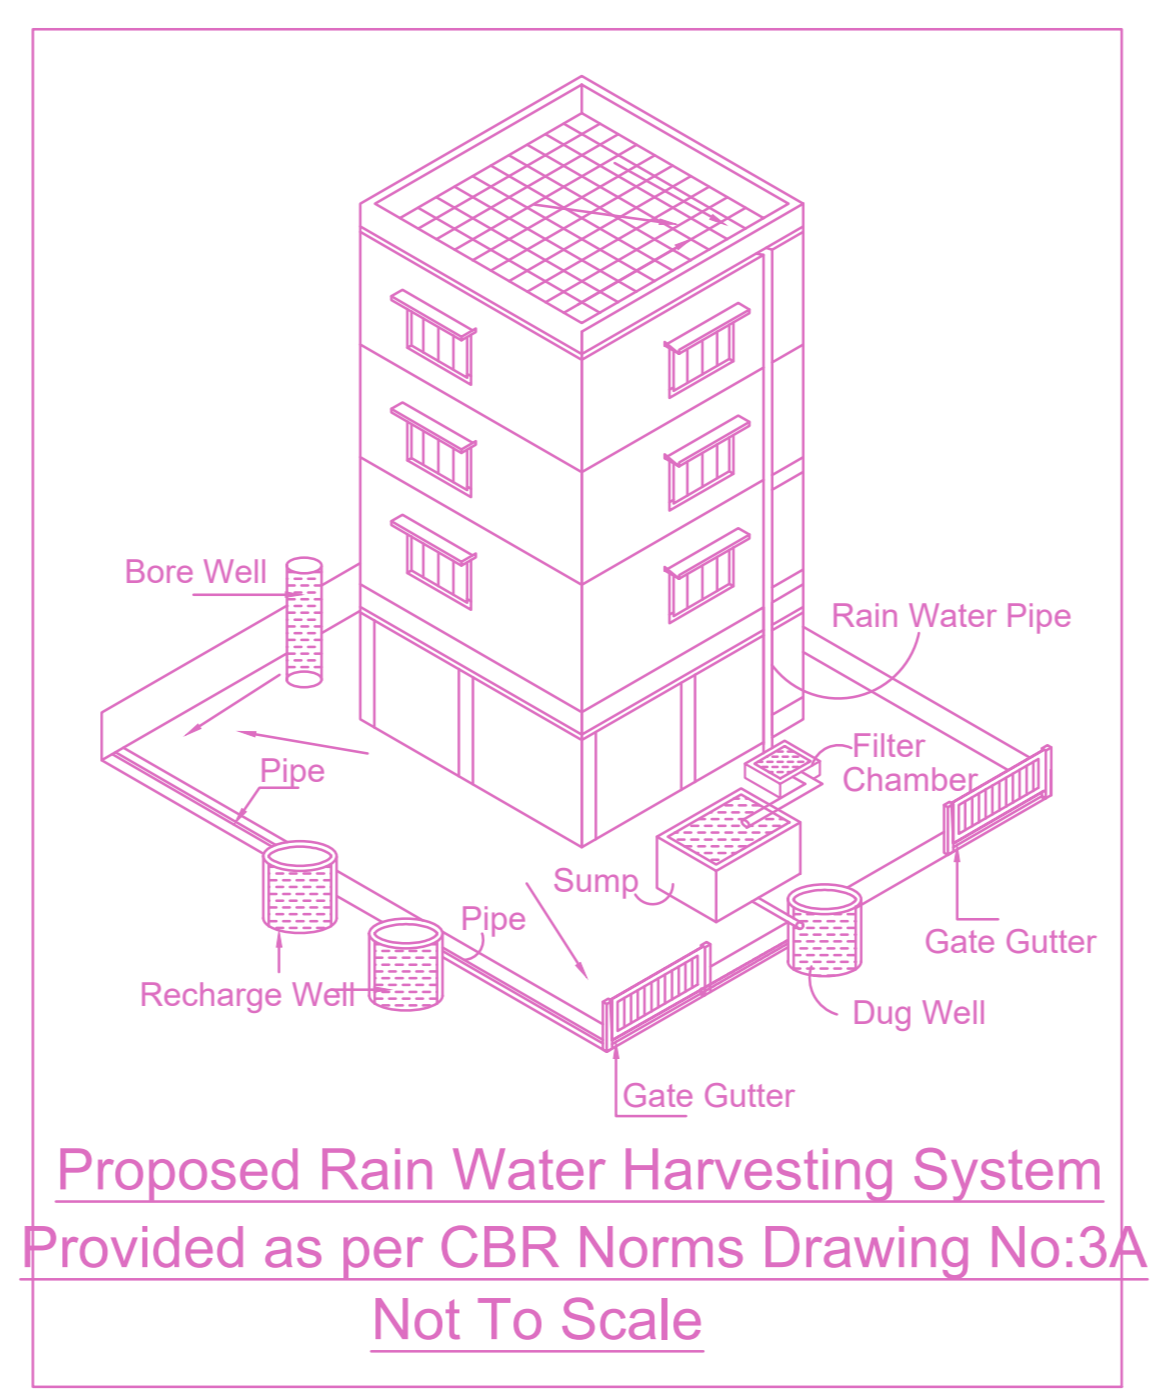 Bore Well
Rain Water Pipe
Filter
Chamber
Pipe
Sump
Pipe
Gate Gutter
Recharge Well
Dug Well
Gate Gutter
Proposed Rain Water Harvesting System
Provided as per CBR Norms Drawing No:3A
Not To Scale